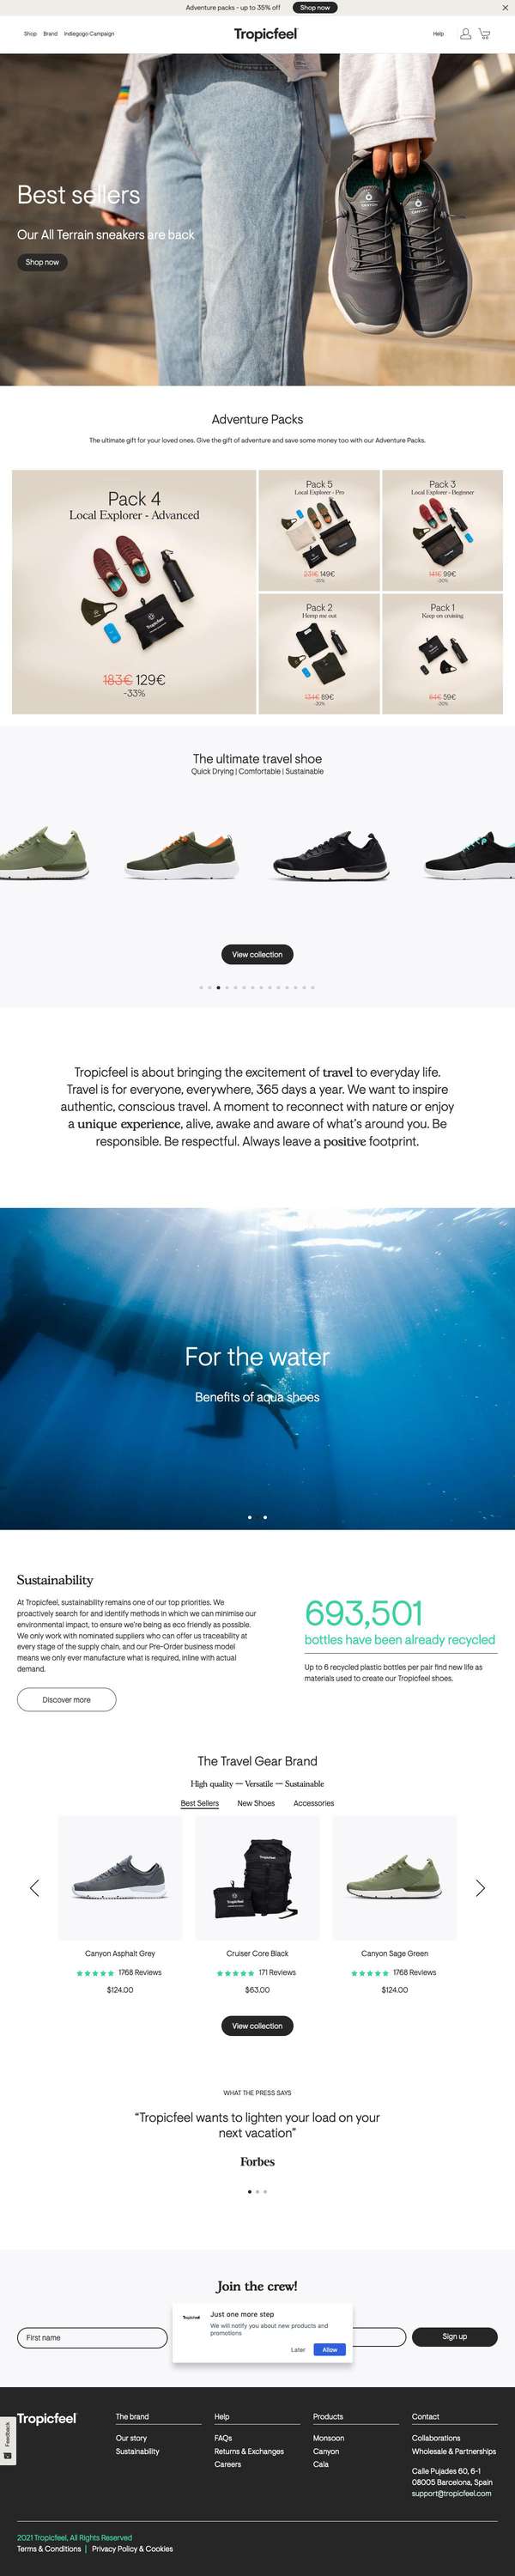 Adventure packs - up to 35% off
Shop now
Shop Brand Indiegogo Campaign
Tropicfeel
Help
Best sellers
Our All Terrain sneakers are back
Shop now
Adventure Packs
The ultimate gift for your loved ones. Give the gift of adventure and save some money too with our Adventure Packs.
Pack 4
Local Explorer - Advanced
183€ 129€
-33%
Pack 5
Local Explorer - Pro
149€
Pack 3
Local Explorer - Beginner
99€
-30%
Pack 2
Hemp me out
89€
Pack 1
Keep on cruising
59€
The ultimate travel shoe
Quick Drying | Comfortable | Sustainable
View collection
Tropicfeel is about bringing the excitement of travel to everyday life.
Travel is for everyone, everywhere, 365 days a year. We want to inspire
authentic, conscious travel. A moment to reconnect with nature or enjoy
a unique experience, alive, awake and aware of what's around you. Be
responsible. Be respectful. Always leave a positive footprint.
For the water
Benefits of aqua shoes
Sustainability
At Tropicfeel, sustainability remains one of our top priorities. We
proactively search for and identify methods in which we can minimise our
environmental impact, to ensure we're being as eco friendly as possible.
We only work with nominated suppliers who can offer us traceability at
every stage of the supply chain, and our Pre-Order business model
means we only ever manufacture what is required, inline with actual
demand.
Discover more
693,501
bottles have been already recycled
Up to 6 recycled plastic bottles per pair find new life as
materials used to create our Tropicfeel shoes.
The Travel Gear Brand
High quality — Versatile — Sustainable
Best Sellers New Shoes Accessories
Canyon Asphalt Grey
1768 Reviews
$124.00
Cruiser Core Black
171 Reviews
$63.00
Canyon Sage Green
1768 Reviews
$124.00
View collection
WHAT THE PRESS SAYS
"Tropicfeel wants to lighten your load on your
next vacation"
Forbes
Join the crew!
First name
Tropicfeel
Just one more step
We will notify you about new products and
promotions
Later
Allow
Sign up
Feedback
Tropicfeel
The brand
Our story
Sustainability
Help
FAQs
Returns & Exchanges
Careers
Products
Monsoon
Canyon
Cala
Contact
Collaborations
Wholesale & Partnerships
Calle Pujades 60, 6-1
08005 Barcelona, Spain
support@tropicfeel.com
2021 Tropicfeel, All Rights Reserved
Terms & Conditions | Privacy Policy & Cookies